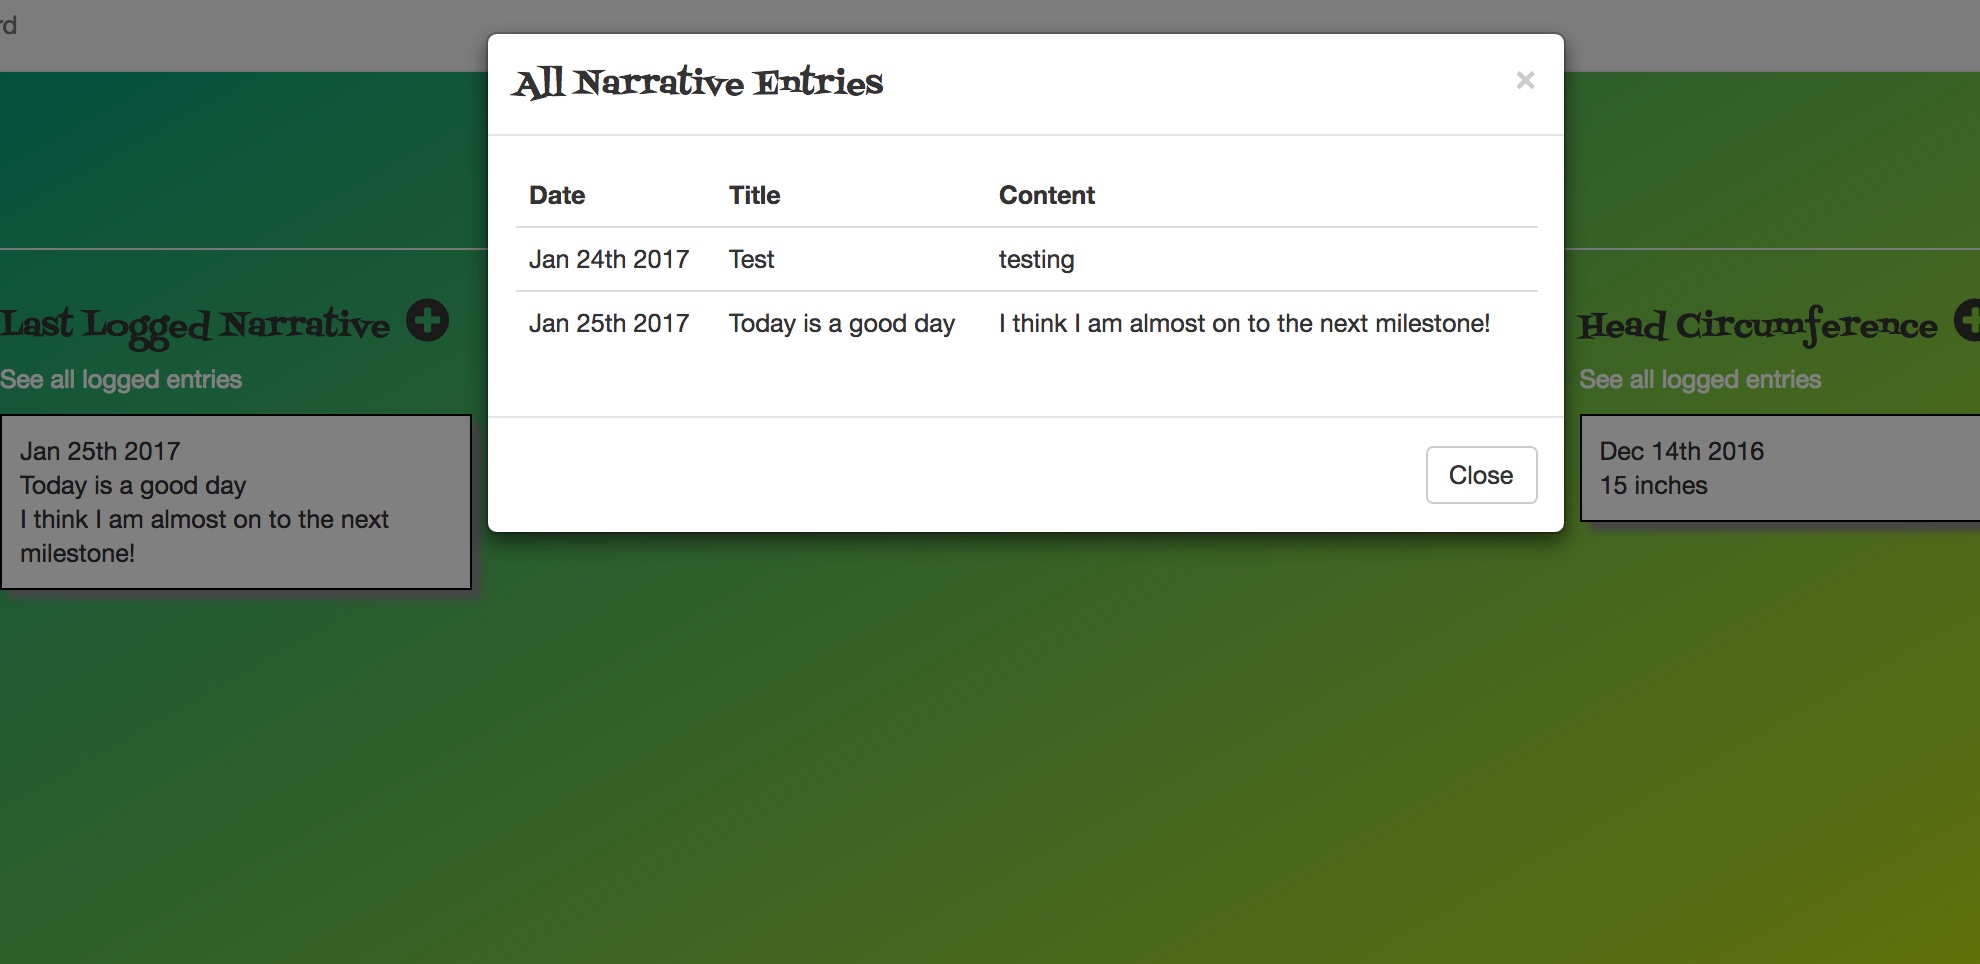 rd
All Narrative Entries
×
Date Title Content
Jan 24th 2017 Test testing
Jan 25th 2017 Today is a good day I think I am almost on to the next milestone!
Close
Last Logged Narrative
See all logged entries
Jan 25th 2017
Today is a good day
I think I am almost on to the next
milestone!
Head Circumference
See all logged entries
Dec 14th 2016
15 inches